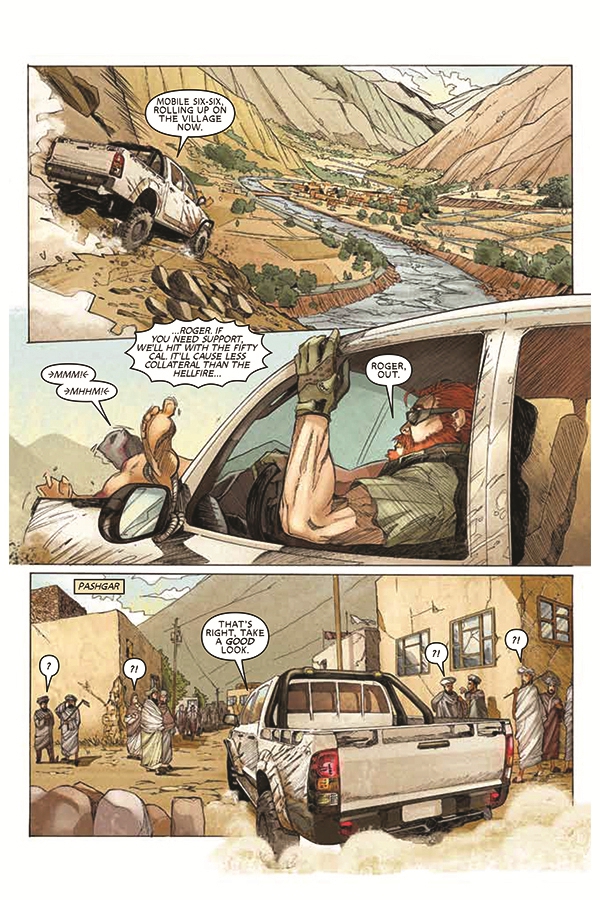 MOBILE SIX-SIX,
ROLLING UP ON
THE VILLAGE
NOW.
...ROGER. IF
YOU NEED SUPPORT,
WE'LL HIT WITH THE FIFTY
CAL. IT'LL CAUSE LESS
COLLATERAL THAN THE
HELLFIRE...
>MMM!<
>MHHM!<
ROGER,
OUT.
PASHGAR
THAT'S
RIGHT, TAKE
A GOOD
LOOK.
?
?!
?!
?!